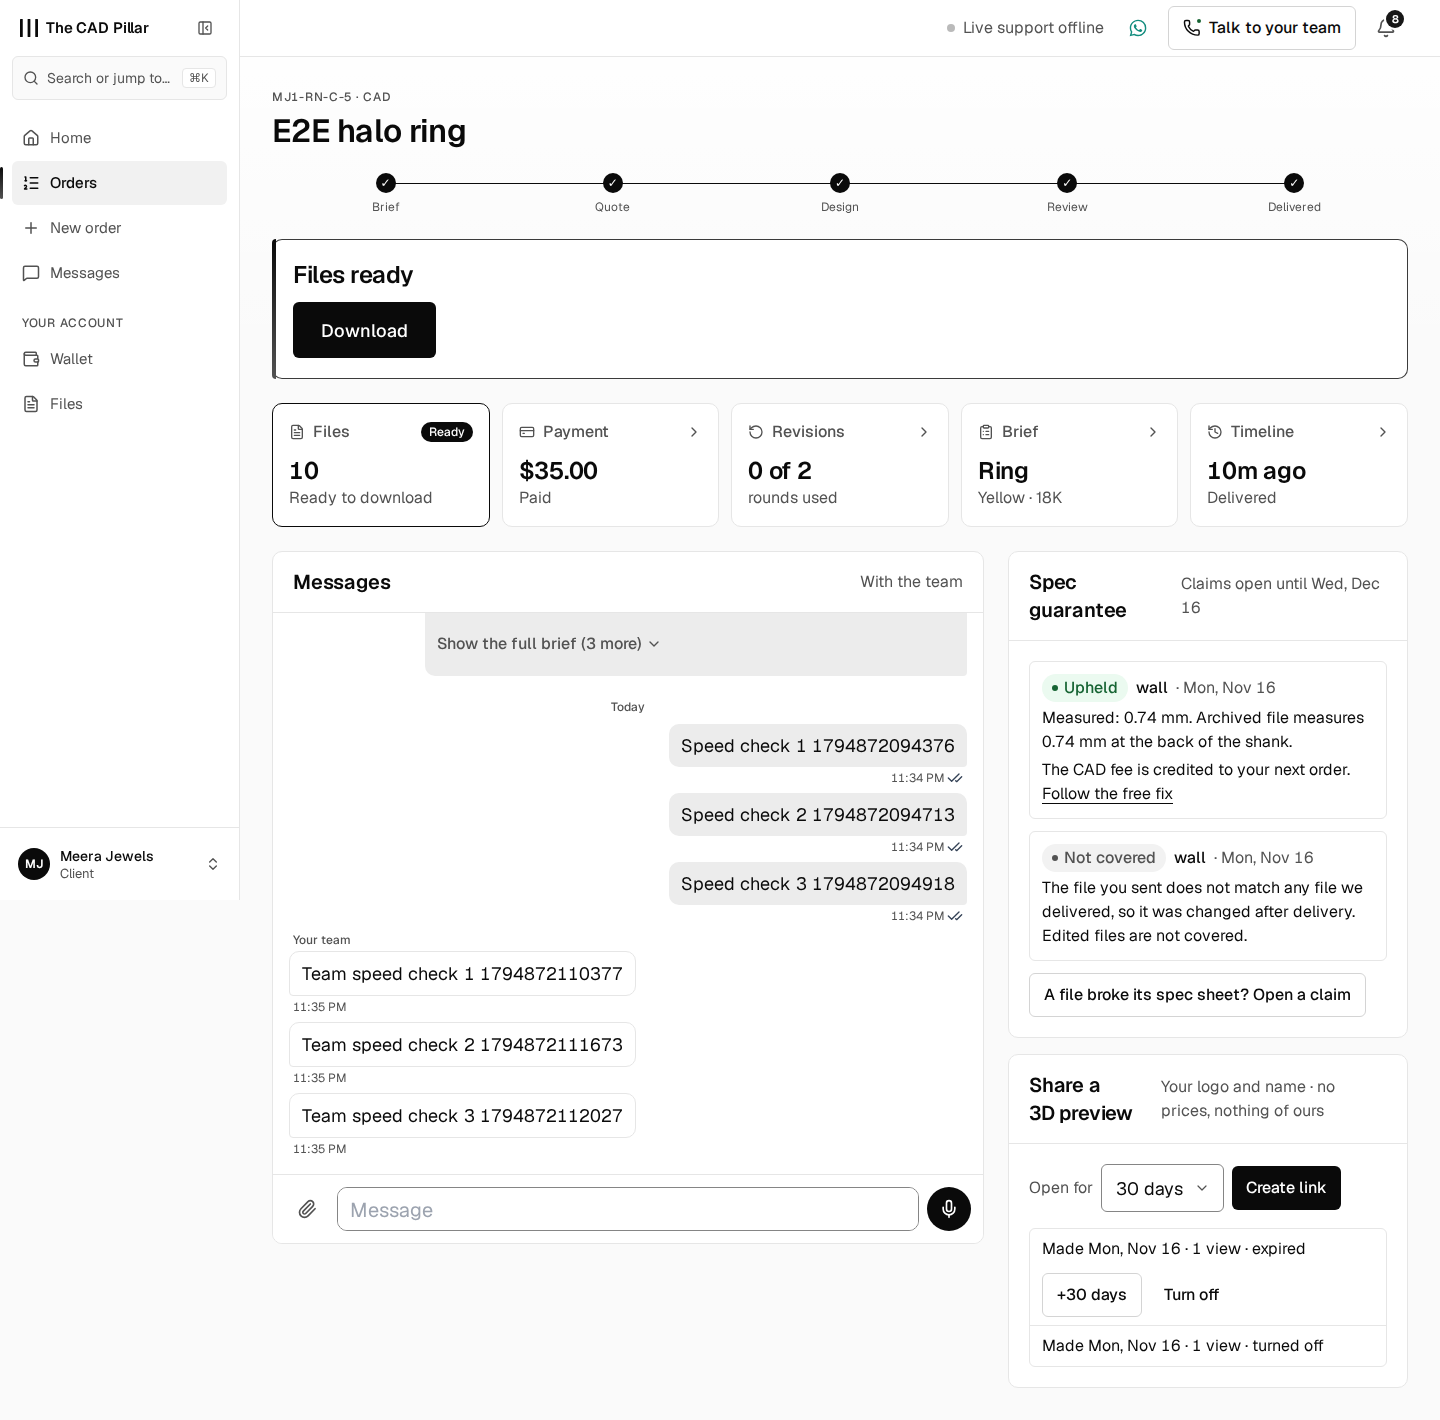 The CAD Pillar
Search or jump to... ⌘K
Home
Orders
New order
Messages
YOUR ACCOUNT
Wallet
Files
MJ
Meera Jewels
Client
Live support offline
Talk to your team
8
MJ1-RN-C-5 · CAD
E2E halo ring
Brief
Quote
Design
Review
Delivered
Files ready
Download
Files
Ready
10
Ready to download
Payment
$35.00
Paid
Revisions
0 of 2
rounds used
Brief
Ring
Yellow · 18K
Timeline
10m ago
Delivered
Messages
With the team
Show the full brief (3 more)
Today
Speed check 1 1794872094376
11:34 PM
Speed check 2 1794872094713
11:34 PM
Speed check 3 1794872094918
11:34 PM
Your team
Team speed check 1 1794872110377
11:35 PM
Team speed check 2 1794872111673
11:35 PM
Team speed check 3 1794872112027
11:35 PM
Message
Spec
guarantee
Claims open until Wed, Dec
16
Upheld wall · Mon, Nov 16
Measured: 0.74 mm. Archived file measures
0.74 mm at the back of the shank.
The CAD fee is credited to your next order.
Follow the free fix
Not covered wall · Mon, Nov 16
The file you sent does not match any file we
delivered, so it was changed after delivery.
Edited files are not covered.
A file broke its spec sheet? Open a claim
Share a
3D preview
Your logo and name · no
prices, nothing of ours
Open for 30 days Create link
Made Mon, Nov 16 · 1 view · expired
+30 days Turn off
Made Mon, Nov 16 · 1 view · turned off